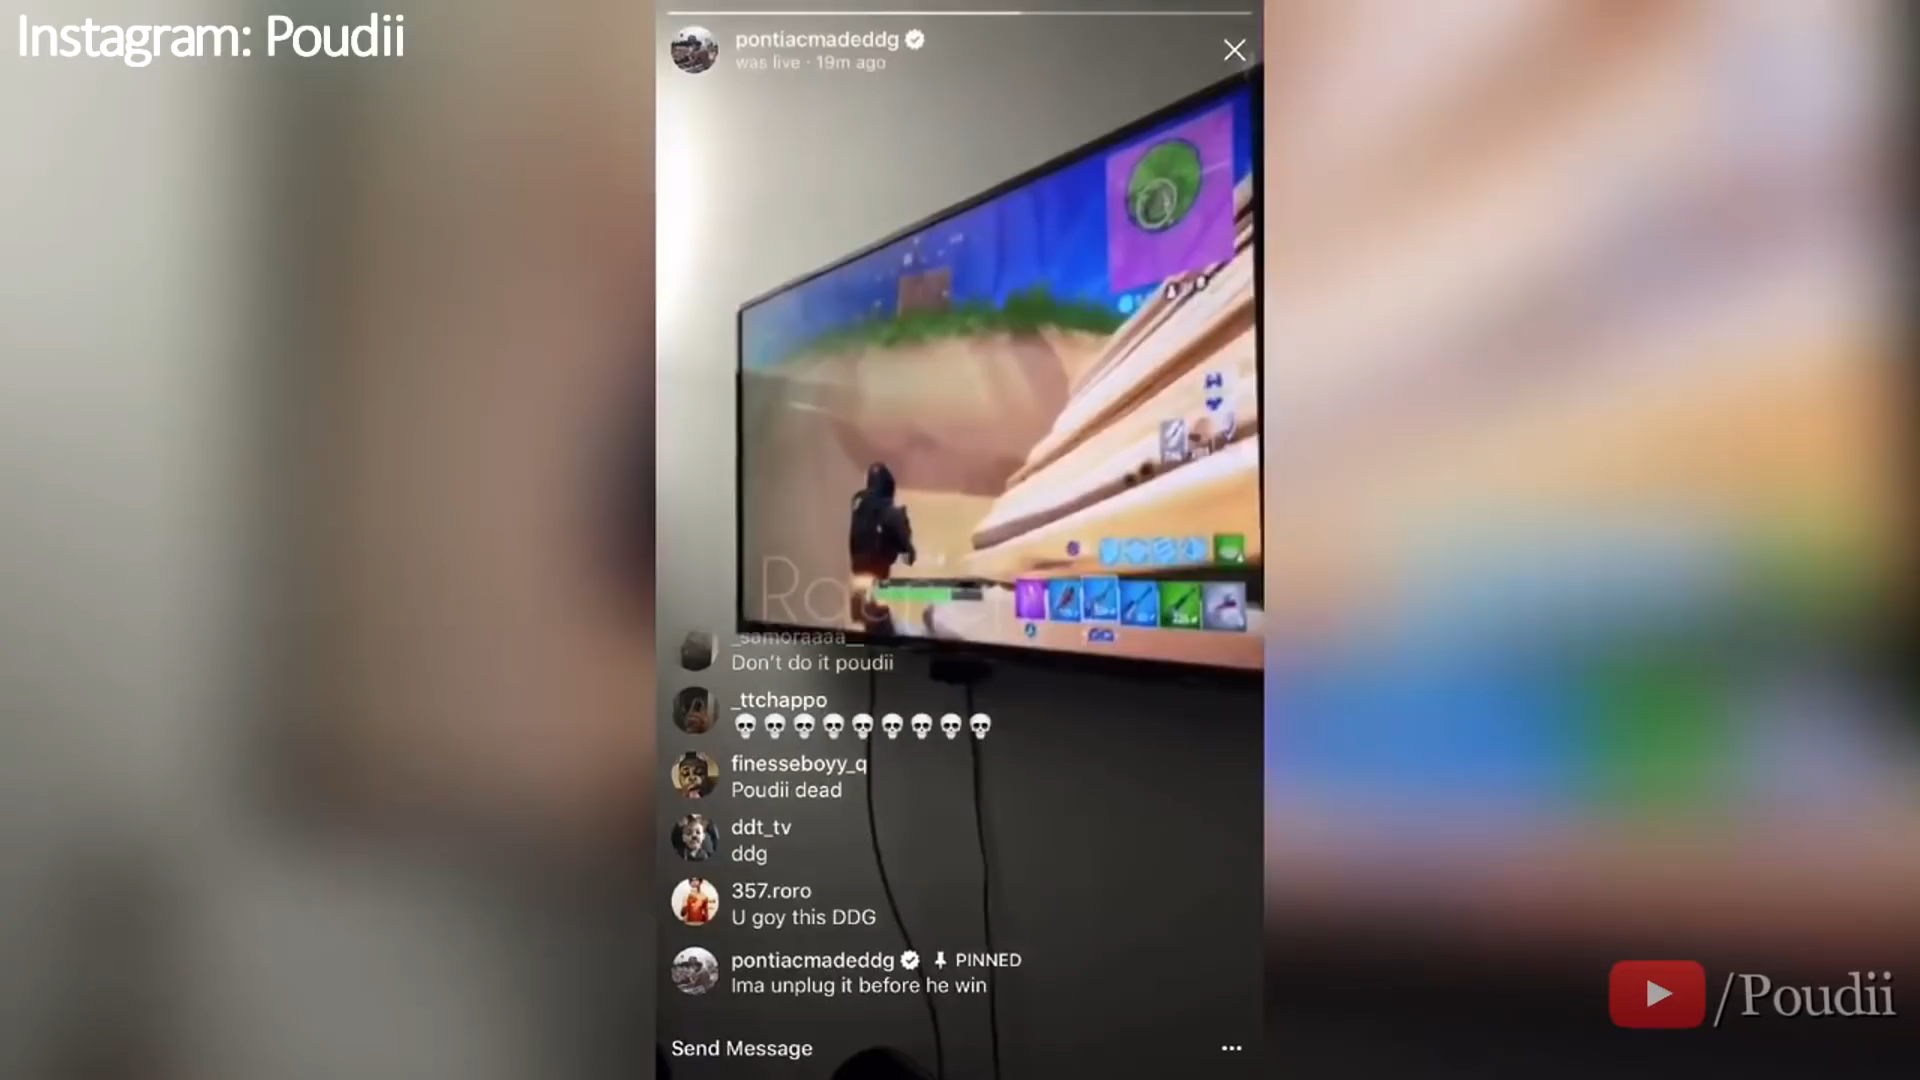 Instagram: Poudii
pontiacmadeddg
was live · 19m ago
_samoraaaa__
Don't do it poudii
_ttchappo
💀💀💀💀💀💀💀💀💀
finesseboyy_q
Poudii dead
ddt_tv
ddg
357.roro
U goy this DDG
pontiacmadeddg PINNED
Ima unplug it before he win
Send Message
/Poudii